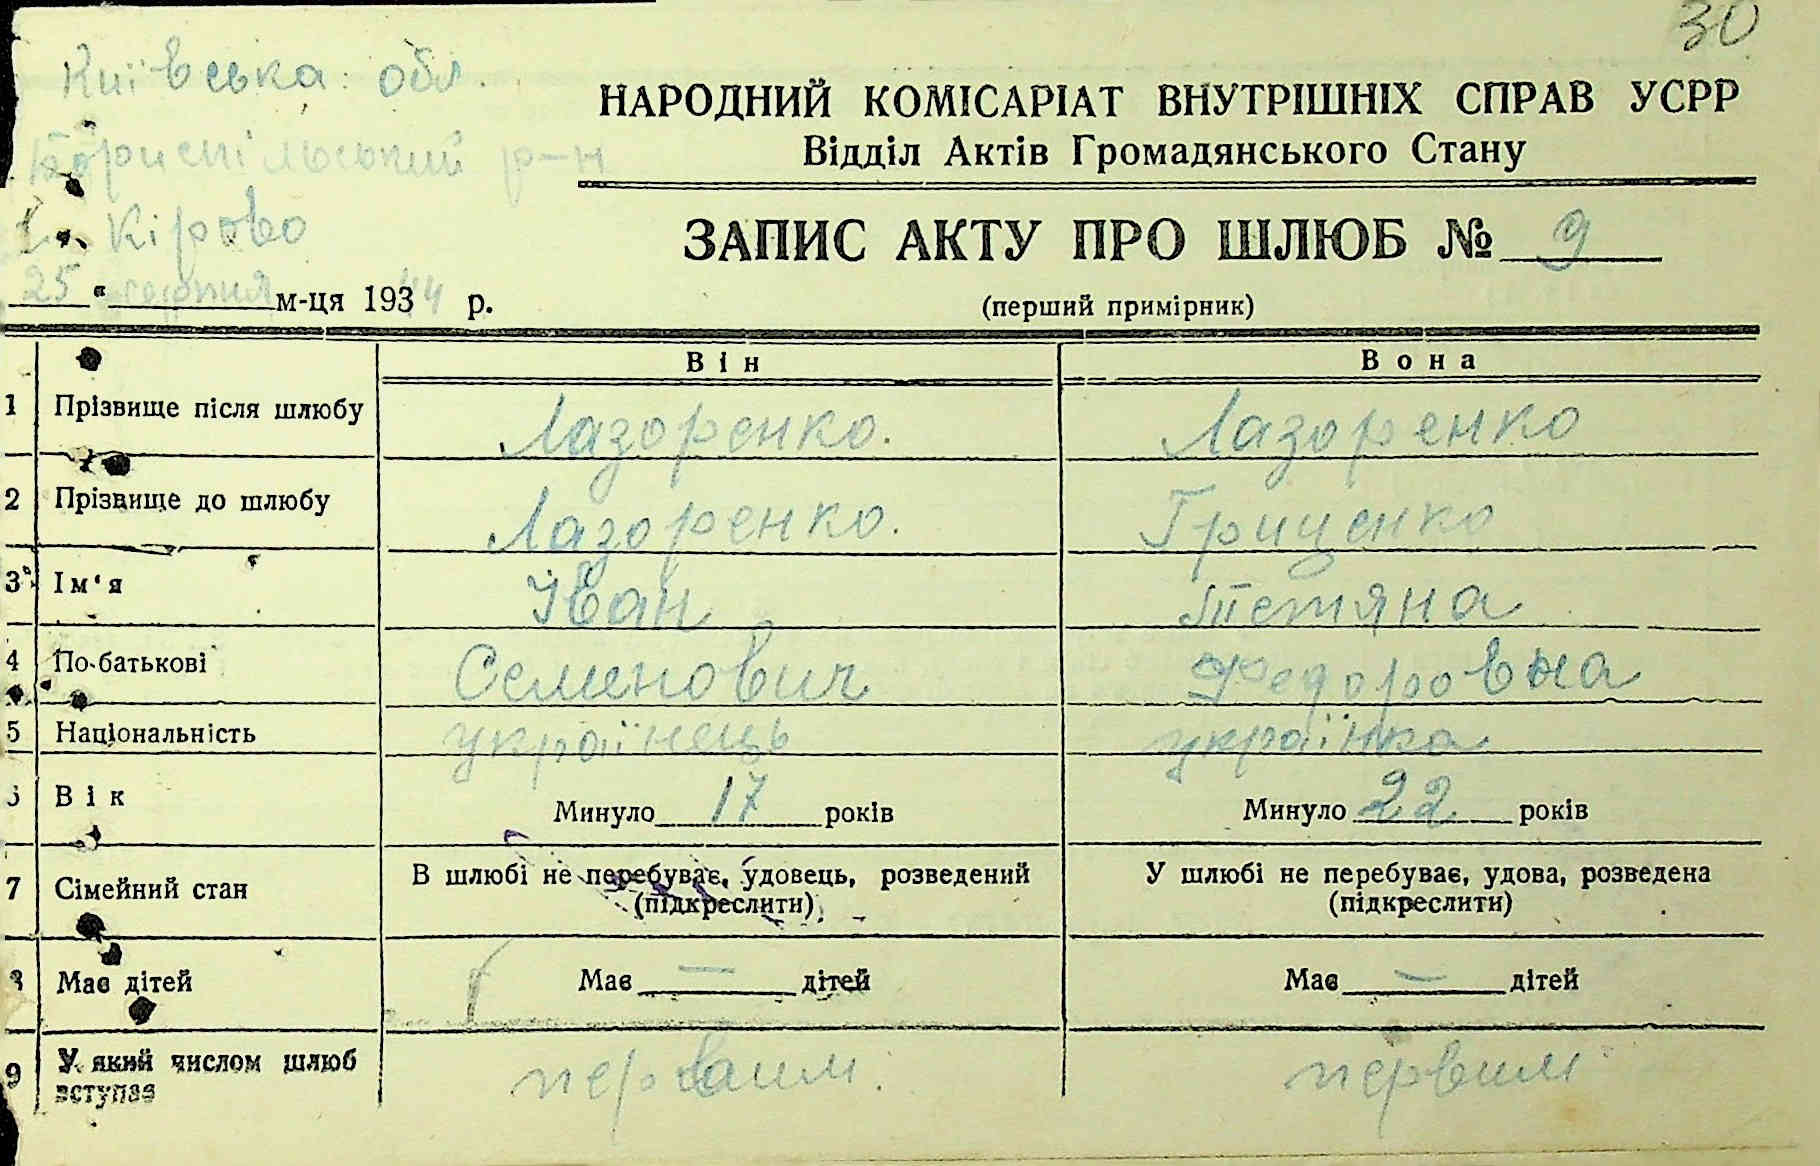 30
Київська обл.
Бориспільський р-н
с. Кірово
НАРОДНИЙ КОМІСАРІАТ ВНУТРІШНІХ СПРАВ УСРР
Відділ Актів Громадянського Стану
ЗАПИС АКТУ ПРО ШЛЮБ № 9
25 “ серпня м-ця 193 44 р.
(перший примірник)
Він Вона
1 Прізвище після шлюбу Лазоренко. Лазоренко
2 Прізвище до шлюбу Лазоренко. Гриценко
3 Ім‘я Іван Тетяна
4 По-батькові Семенович Федоровна
5 Національність українець українка
6 Вік Минуло 17 років Минуло 22 років
7 Сімейний стан В шлюбі не перебуває, удовець, розведений У шлюбі не перебуває, удова, розведена
(підкреслити) (підкреслити)
8 Має дітей Має — дітей Має — дітей
9 У який числом шлюб
вступає первим. первим